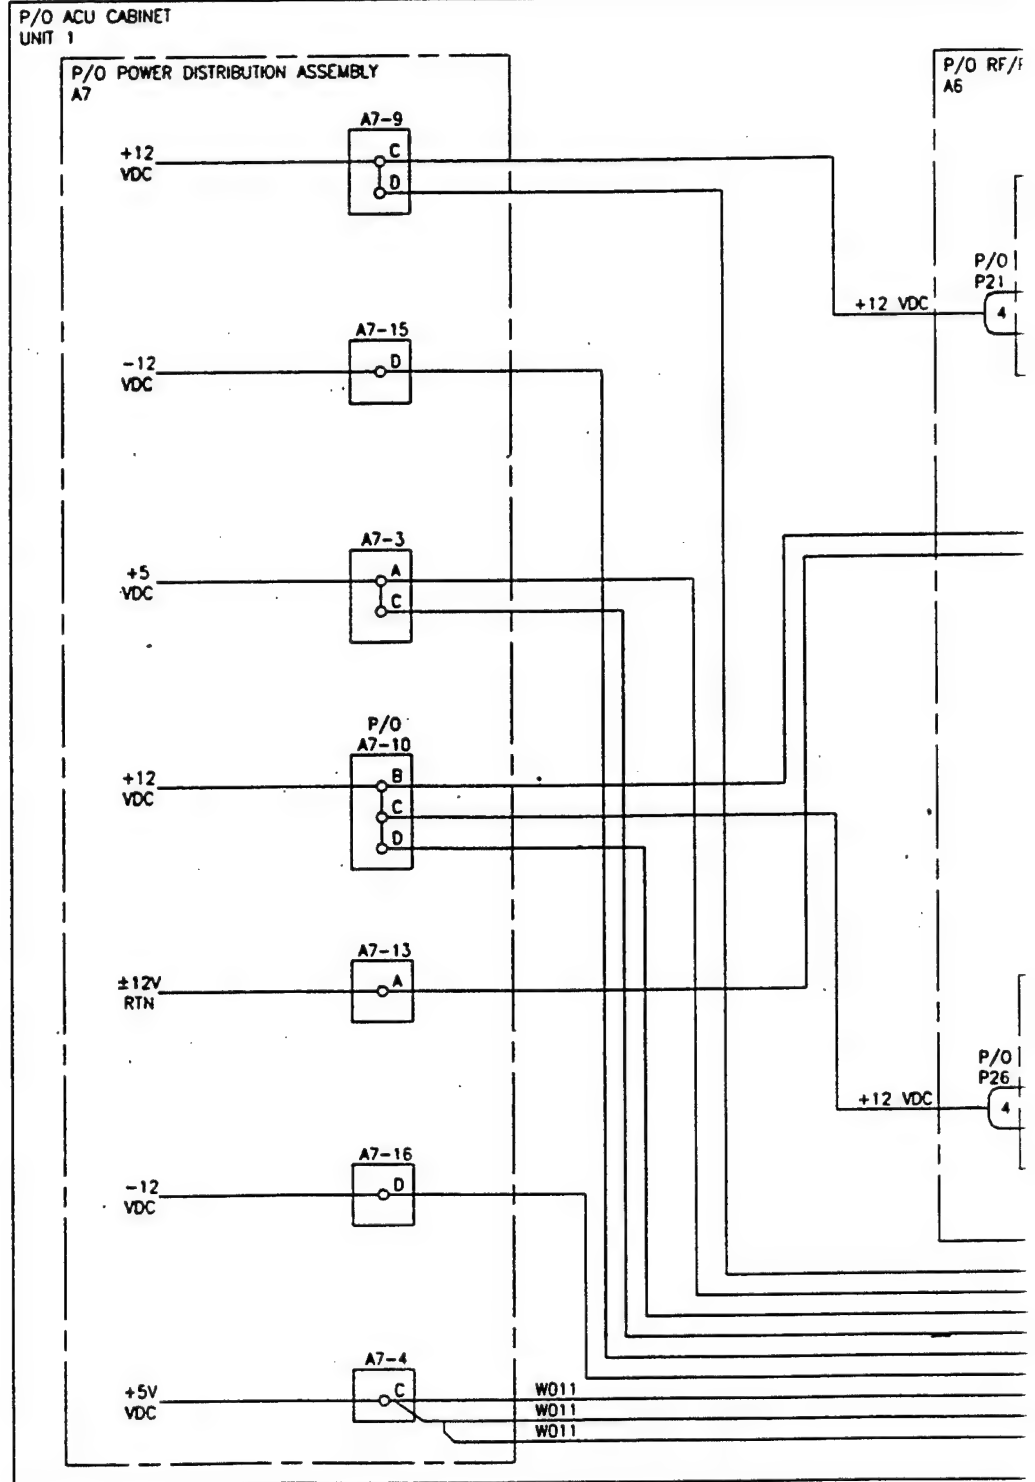 P/O ACU CABINET
UNIT 1
P/O POWER DISTRIBUTION ASSEMBLY
A7
P/O RF/
A6
A7-9
+12
VDC
C
D
P/O
P21
+12 VDC
4
A7-15
-12
VDC
D
A7-3
+5
VDC
A
C
P/O
A7-10
+12
VDC
B
C
D
A7-13
±12V
RTN
A
P/O
P26
+12 VDC
4
A7-16
-12
VDC
D
A7-4
+5V
VDC
C
W011
W011
W011